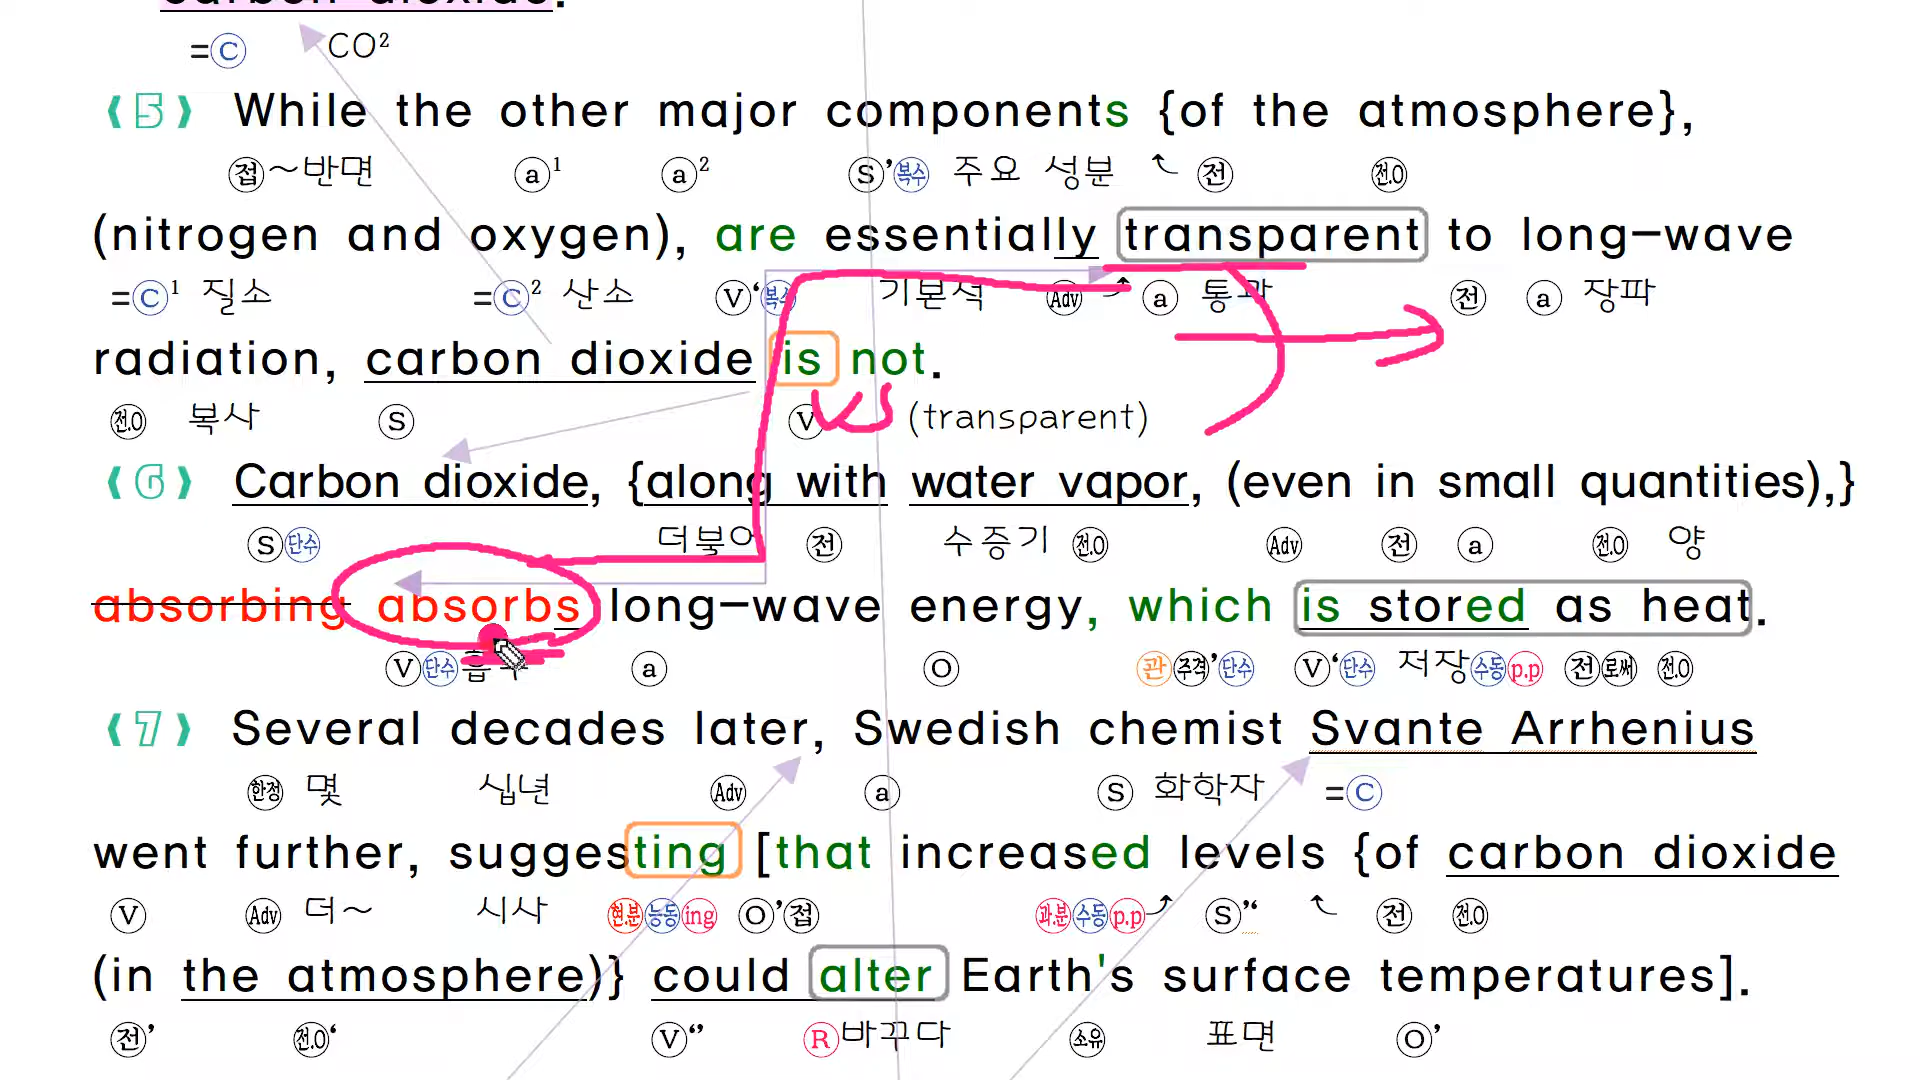 carbon dioxide.
=Ⓒ CO²
《5》 While the other major components {of the atmosphere},
접~반면 ⓐ¹ ⓐ² Ⓢ’복수 주요 성분 전 전.O
(nitrogen and oxygen), are essentially transparent to long-wave
=Ⓒ¹ 질소 =Ⓒ² 산소 Ⓥ‘복수 기본적 Adv ⓐ 통과 전 ⓐ 장파
radiation, carbon dioxide is not.
전.O 복사 Ⓢ Ⓥ (transparent)
《6》 Carbon dioxide, {along with water vapor, (even in small quantities),}
Ⓢ단수 더불어 전 수증기 전.O Adv 전 ⓐ 전.O 양
absorbing absorbs long-wave energy, which is stored as heat.
Ⓥ단수 흡수 ⓐ Ⓞ 관주격’단수 Ⓥ‘단수 저장수동p.p 전로써 전.O
《7》 Several decades later, Swedish chemist Svante Arrhenius
한정 몇 십년 Adv ⓐ Ⓢ 화학자 =Ⓒ
went further, suggesting [that increased levels {of carbon dioxide
Ⓥ Adv 더~ 시사 현.분능동ing Ⓞ’접 과.분수동p.p Ⓢ“ 전 전.O
(in the atmosphere)} could alter Earth's surface temperatures].
전’ 전.O‘ Ⓥ“ Ⓡ바꾸다 소유 표면 Ⓞ’